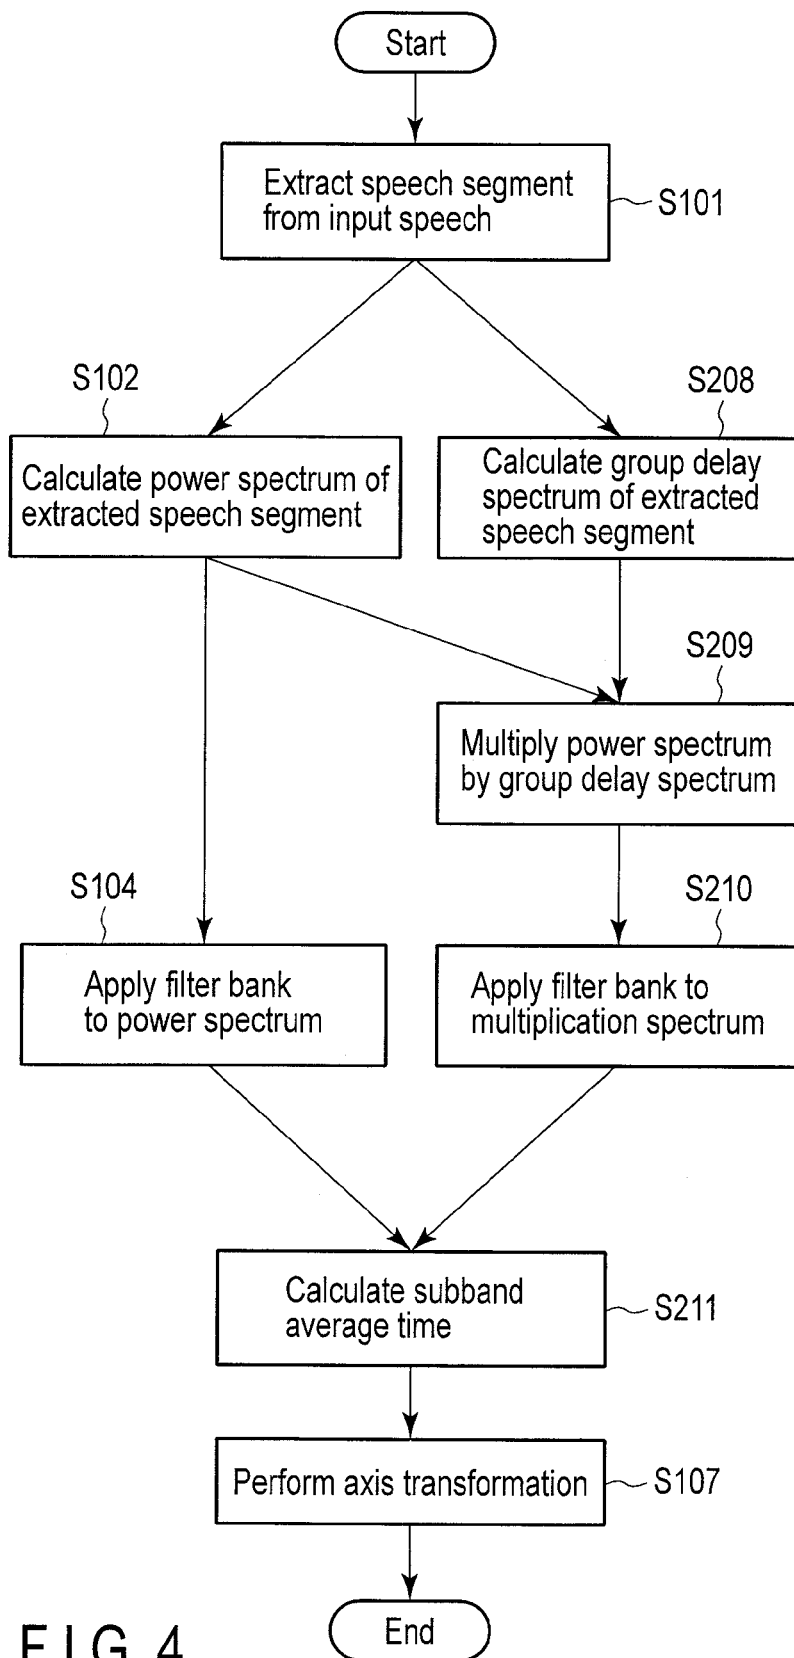 Start
Extract speech segment
from input speech
S101
S102
S208
Calculate power spectrum of
extracted speech segment
Calculate group delay
spectrum of extracted
speech segment
S209
Multiply power spectrum
by group delay spectrum
S104
S210
Apply filter bank
to power spectrum
Apply filter bank to
multiplication spectrum
Calculate subband
average time
S211
Perform axis transformation
S107
End
FIG. 4